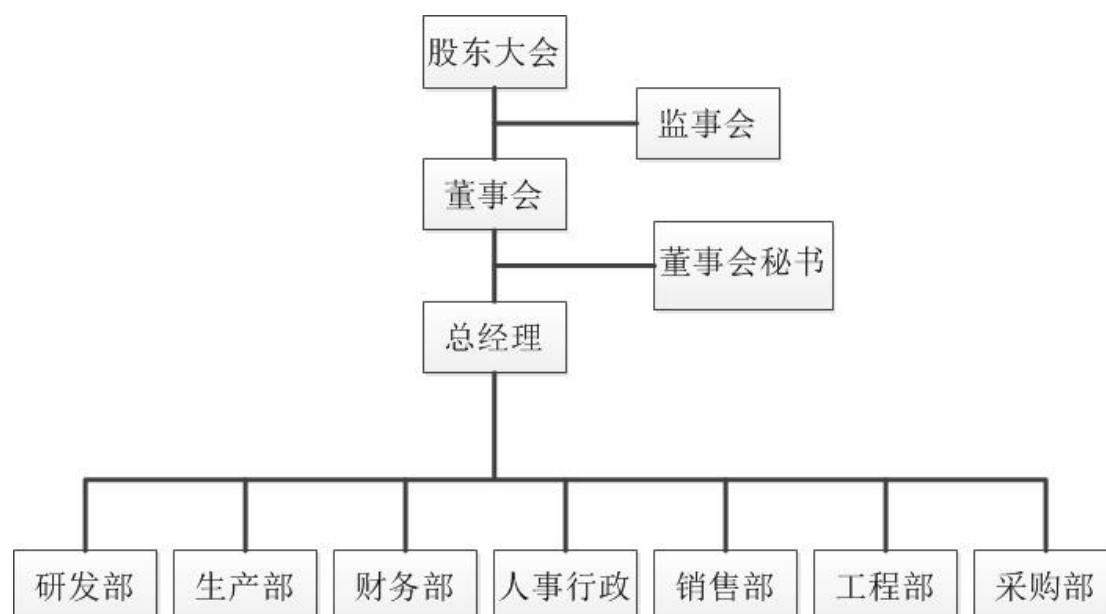 股东大会
监事会
董事会
董事会秘书
总经理
研发部
生产部
财务部
人事行政
销售部
工程部
采购部